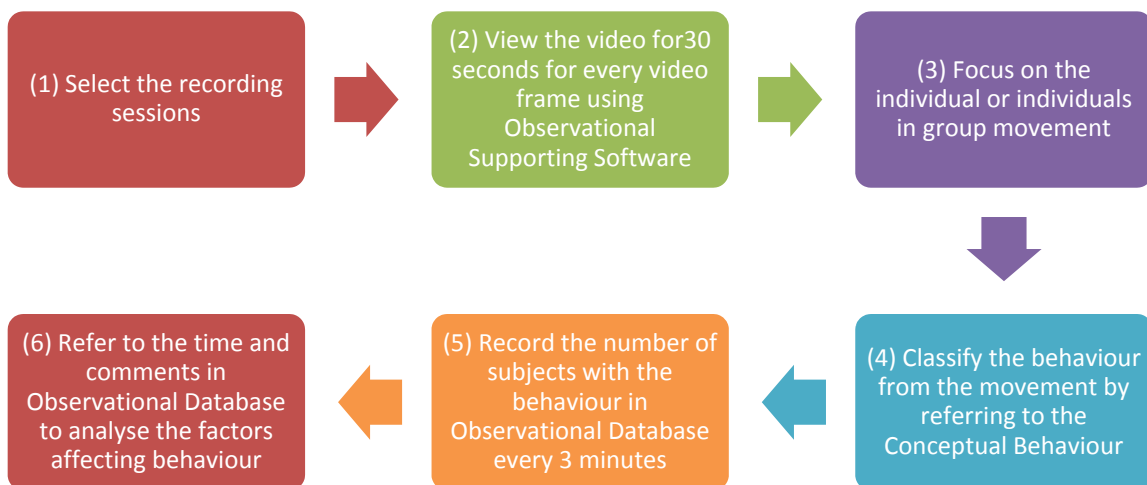 (1) Select the recording
sessions
(2) View the video for30
seconds for every video
frame using
Observational
Supporting Software
(3) Focus on the
individual or individuals
in group movement
(4) Classify the behaviour
from the movement by
referring to the
Conceptual Behaviour
(5) Record the number of
subjects with the
behaviour in
Observational Database
every 3 minutes
(6) Refer to the time and
comments in
Observational Database
to analyse the factors
affecting behaviour